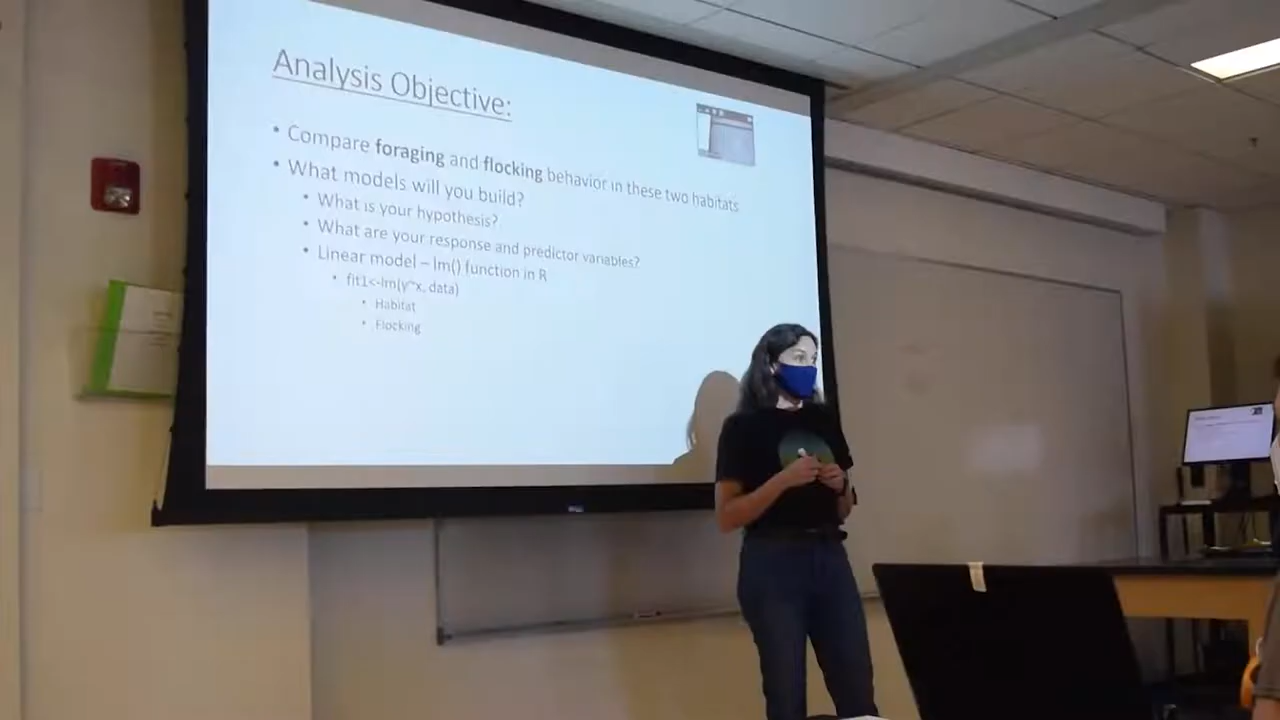 Analysis Objective:
• Compare foraging and flocking behavior in these two habitats
• What models will you build?
• What is your hypothesis?
• What are your response and predictor variables?
• Linear model – lm() function in R
• fit1<-lm(y~x, data)
• Habitat
• Flocking